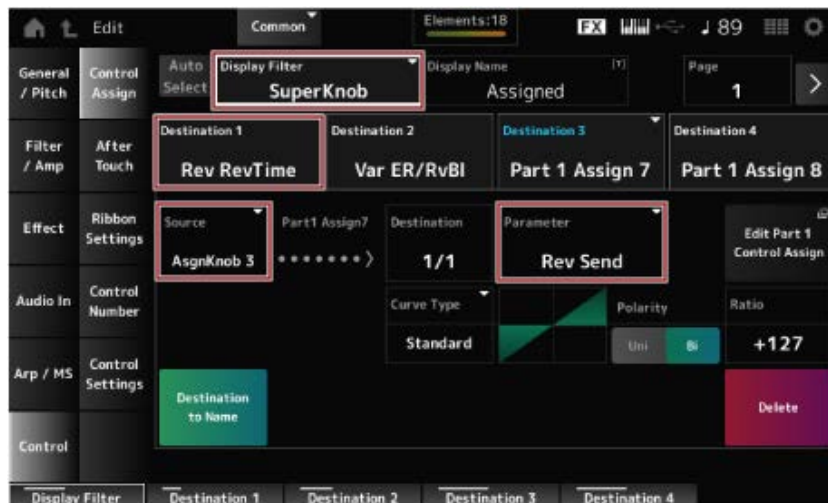 Edit
Common
Elements:18
FX
♩ 89
General / Pitch
Control Assign
Auto Select
Display Filter
SuperKnob
Display Name
[T]
Assigned
Page
1
Filter / Amp
After Touch
Destination 1
Rev RevTime
Destination 2
Var ER/RvBl
Destination 3
Part 1 Assign 7
Destination 4
Part 1 Assign 8
Effect
Ribbon Settings
Source
AsgnKnob 3
Part1 Assign7
Destination
1/1
Parameter
Rev Send
Edit Part 1
Control Assign
Audio In
Control Number
Curve Type
Standard
Polarity
Uni
Bi
Ratio
+127
Arp / MS
Control Settings
Destination
to Name
Delete
Control
Display Filter
Destination 1
Destination 2
Destination 3
Destination 4